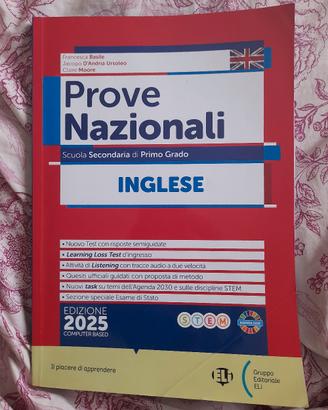 Francesca Basile
Jacopo D'Andria Ursoleo
Claire Moore
Prove
Nazionali
Scuola Secondaria di Primo Grado
INGLESE
• Nuovo Test con risposte semiguidate
• Learning Loss Test d'ingresso
• Attività di Listening con tracce audio a due velocità
• Quesiti ufficiali guidati con proposta di metodo
• Nuovi task su temi dell'Agenda 2030 e sulle discipline STEM
• Sezione speciale Esame di Stato
EDIZIONE
2025
COMPUTER BASED
STEM
Il piacere di apprendere
ELi
Gruppo
Editoriale
ELi